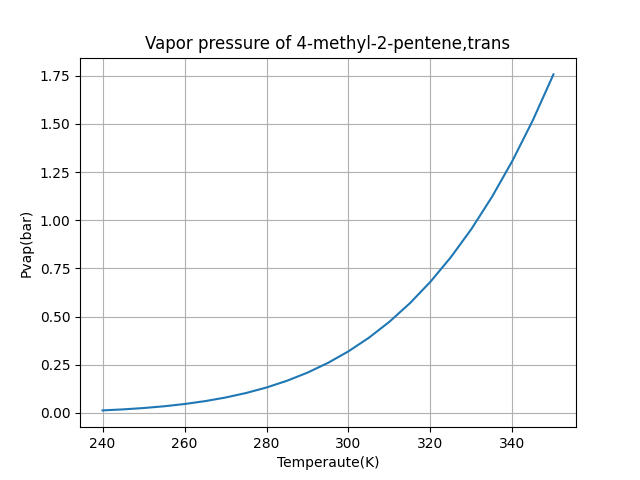 Vapor pressure of 4-methyl-2-pentene,trans
1.75
1.50
1.25
1.00
0.75
0.50
0.25
0.00
Pvap(bar)
240 260 280 300 320 340
Temperaute(K)